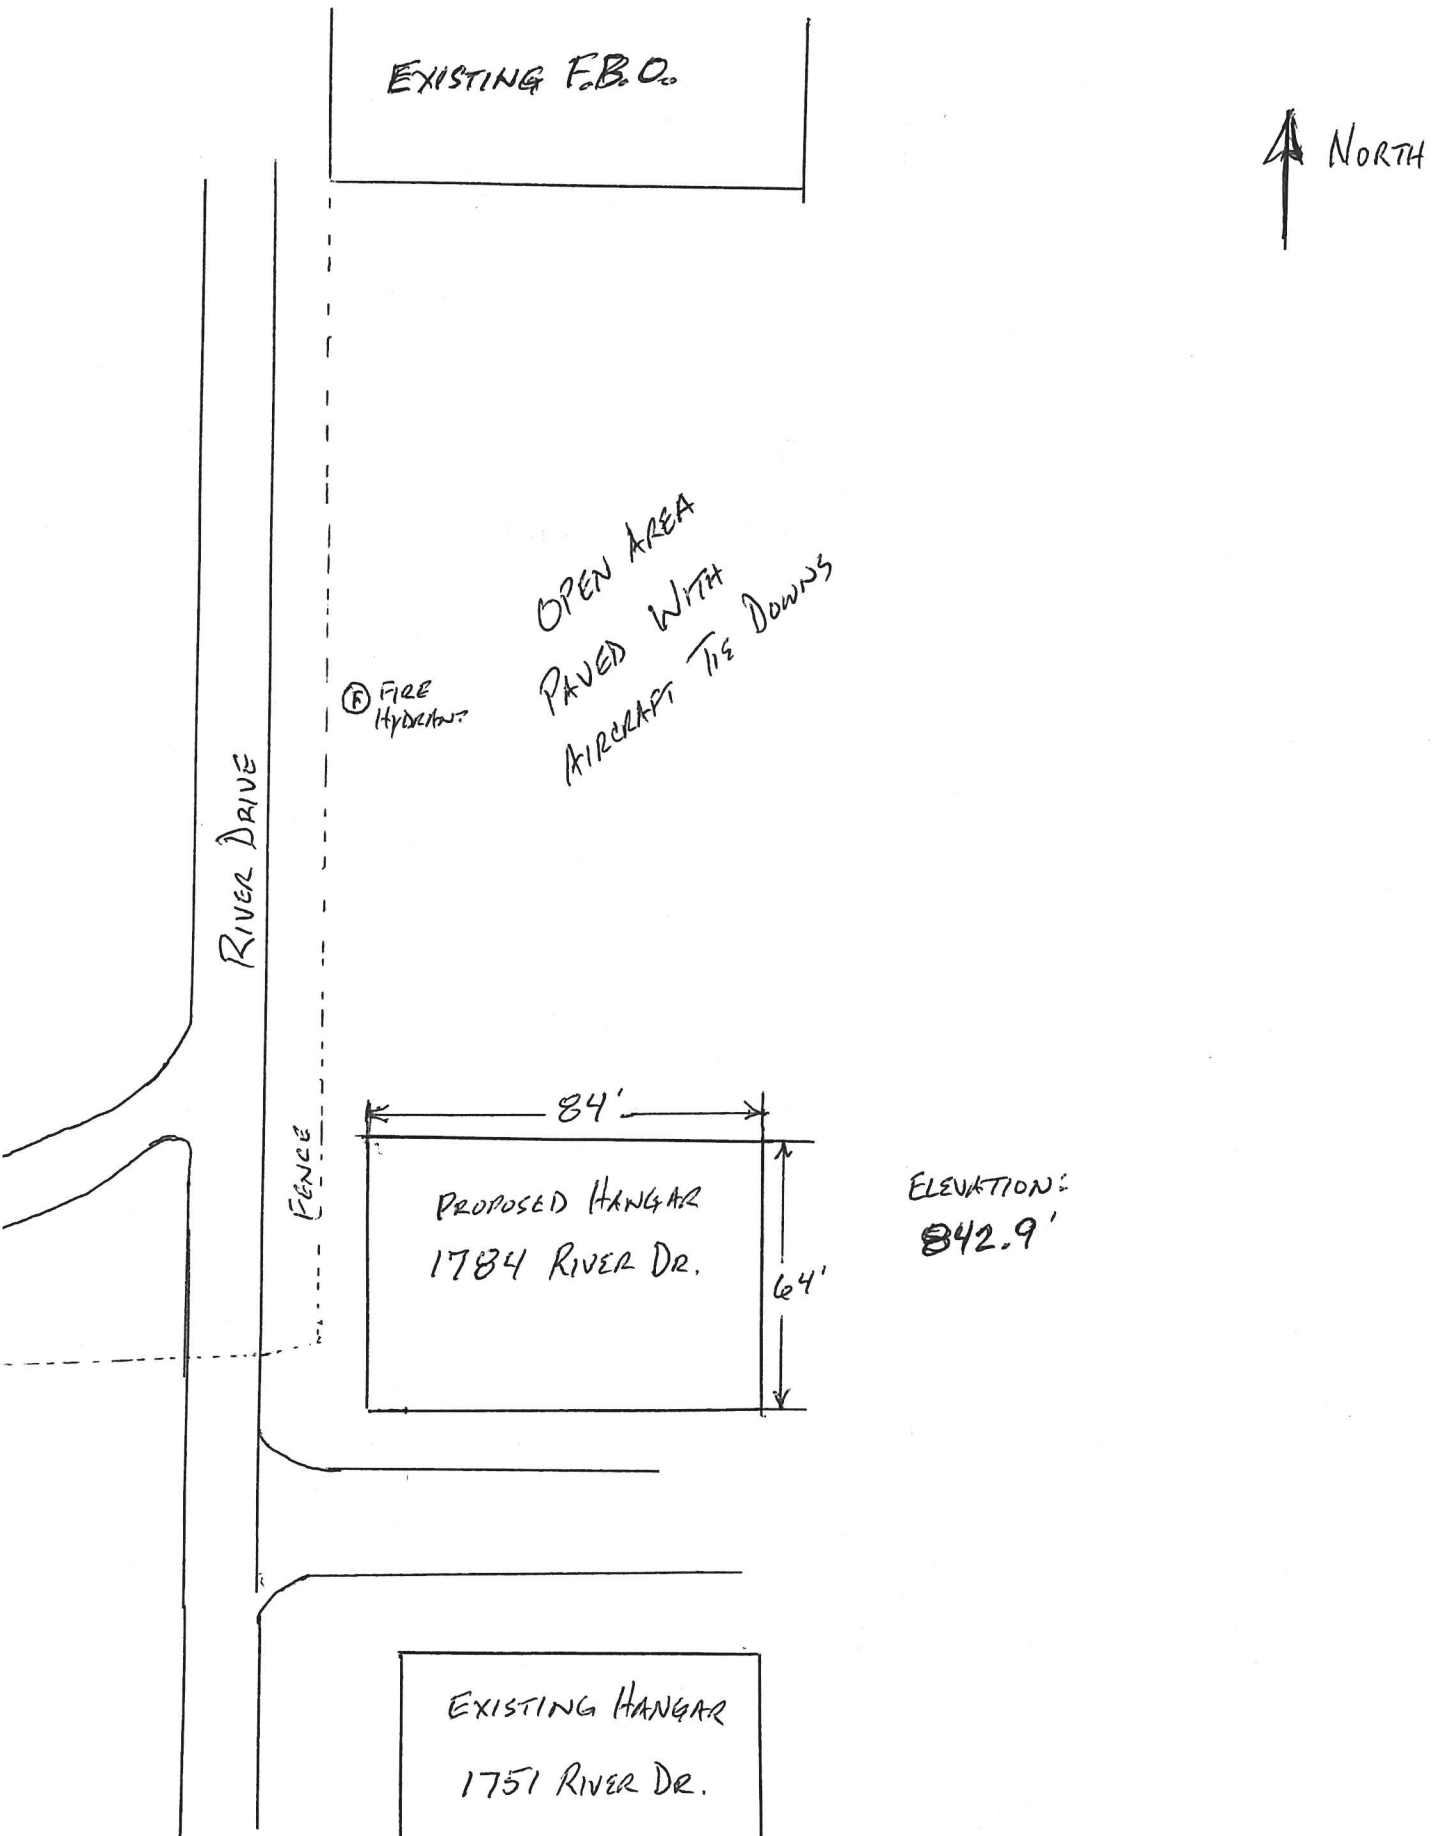 EXISTING F.B.O.
NORTH
OPEN AREA
PAVED WITH
AIRCRAFT TIE DOWNS
F FIRE
HYDRANT
RIVER DRIVE
84'
FENCE
PROPOSED HANGAR
1784 RIVER DR.
64'
ELEVATION:
842.9'
EXISTING HANGAR
1751 RIVER DR.